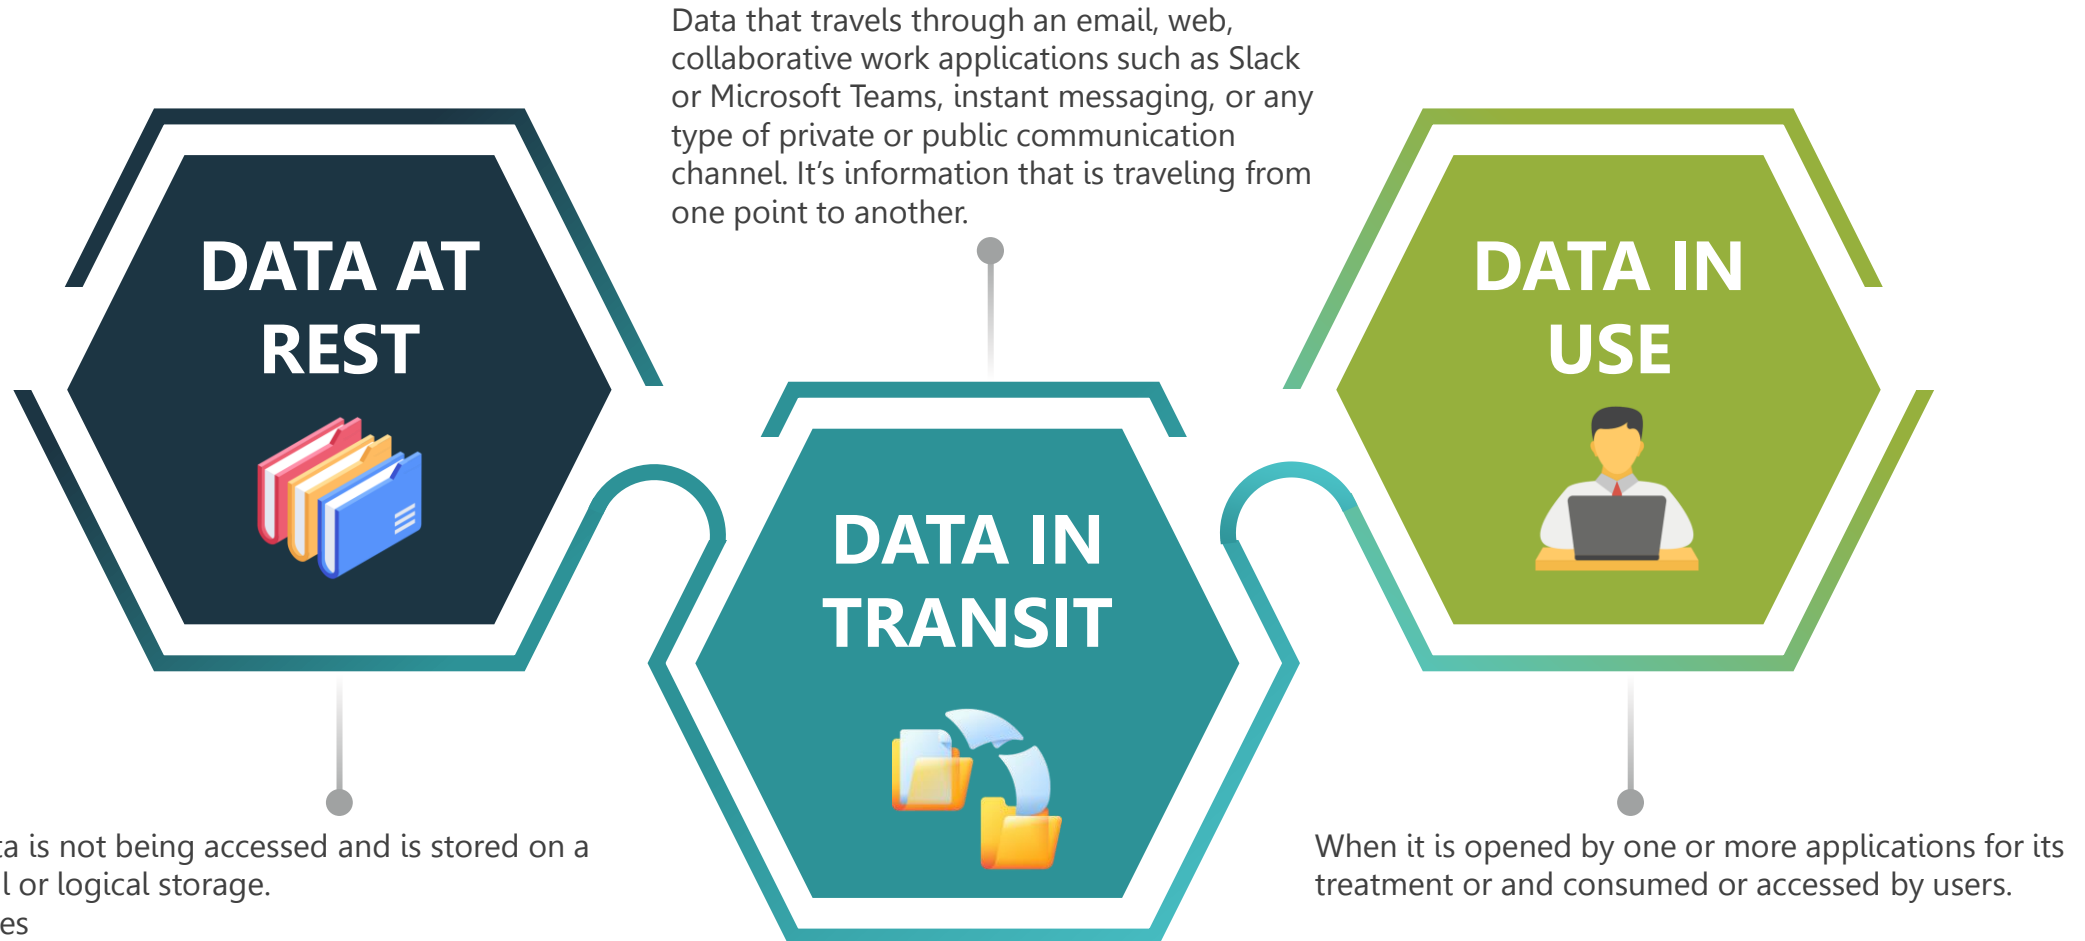 Data that travels through an email, web,
collaborative work applications such as Slack
or Microsoft Teams, instant messaging, or any
type of private or public communication
channel. It’s information that is traveling from
one point to another.
DATA AT
REST
DATA IN
TRANSIT
DATA IN
USE
is not being accessed and is stored on a
or logical storage.
When it is opened by one or more applications for its
treatment or and consumed or accessed by users.